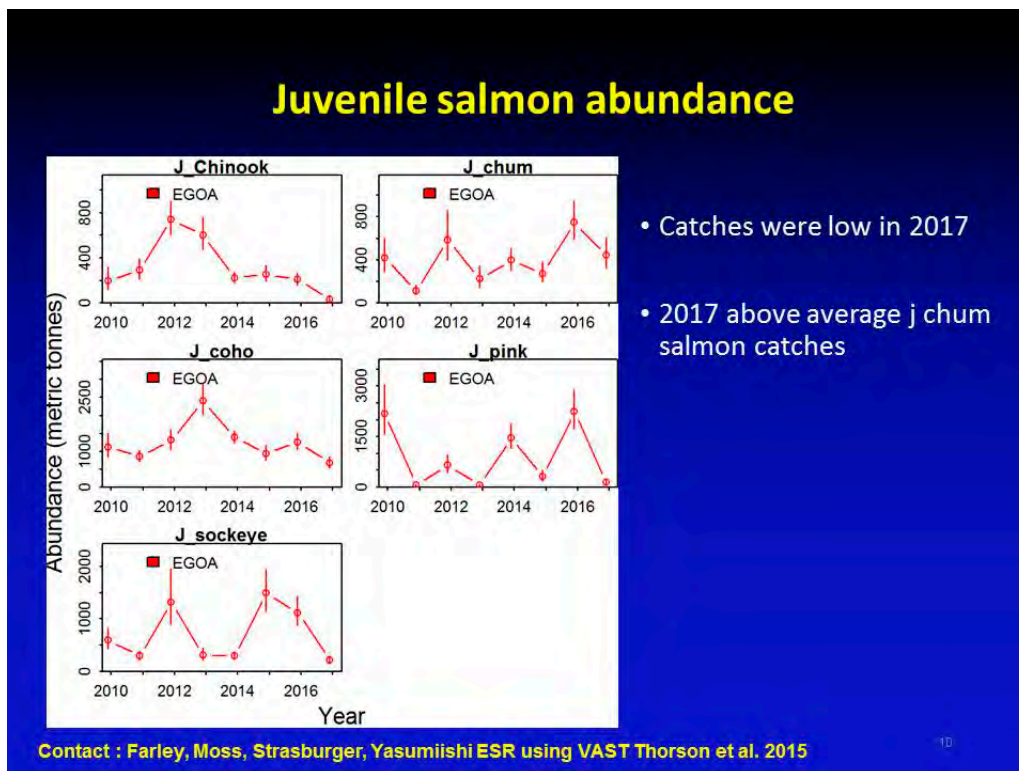 Juvenile salmon abundance
J_Chinook
EGOA
800
400
0
2010 2012 2014 2016
J_chum
EGOA
800
400
0
2010 2012 2014 2016
J_coho
EGOA
2500
1000
0
2010 2012 2014 2016
J_pink
EGOA
3000
1500
0
2010 2012 2014 2016
J_sockeye
EGOA
2000
1000
0
2010 2012 2014 2016
Abundance (metric tonnes)
Year
• Catches were low in 2017
• 2017 above average j chum
salmon catches
Contact : Farley, Moss, Strasburger, Yasumiishi ESR using VAST Thorson et al. 2015
10